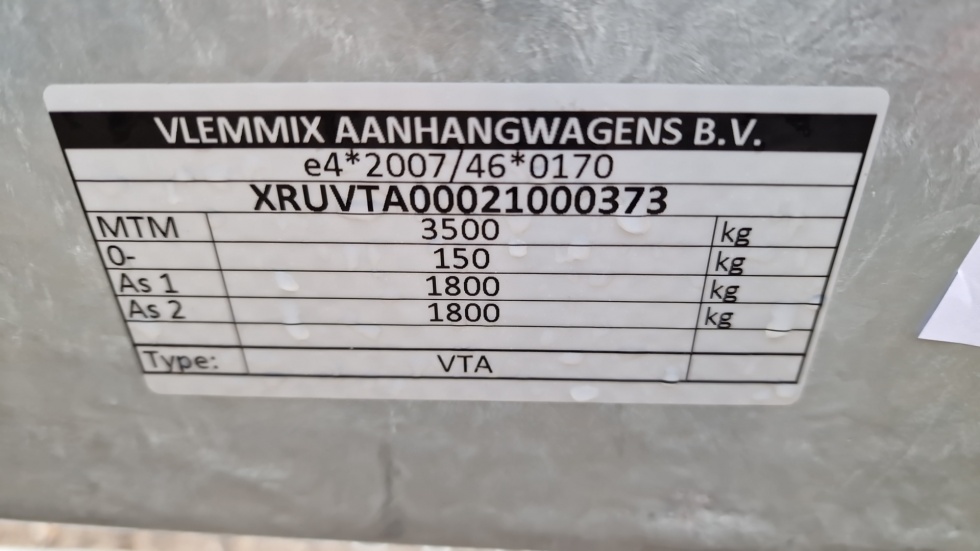 VLEMMIX AANHANGWAGENS B.V.
e4*2007/46*0170
XRUVTA00021000373
MTM 3500 kg
0- 150 kg
As 1 1800 kg
As 2 1800 kg
Type: VTA